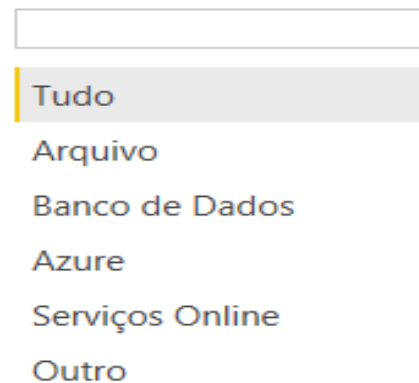 Tudo
Arquivo
Banco de Dados
Azure
Serviços Online
Outro